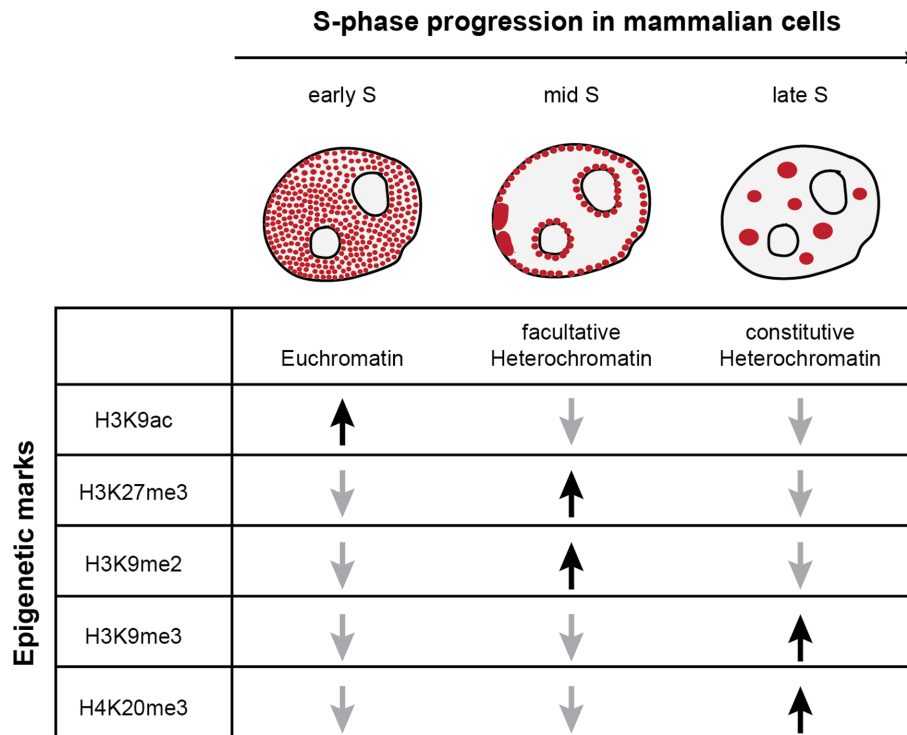 S-phase progression in mammalian cells
early S
mid S
late S
Euchromatin
facultative
Heterochromatin
constitutive
Heterochromatin
Epigenetic marks
H3K9ac
H3K27me3
H3K9me2
H3K9me3
H4K20me3